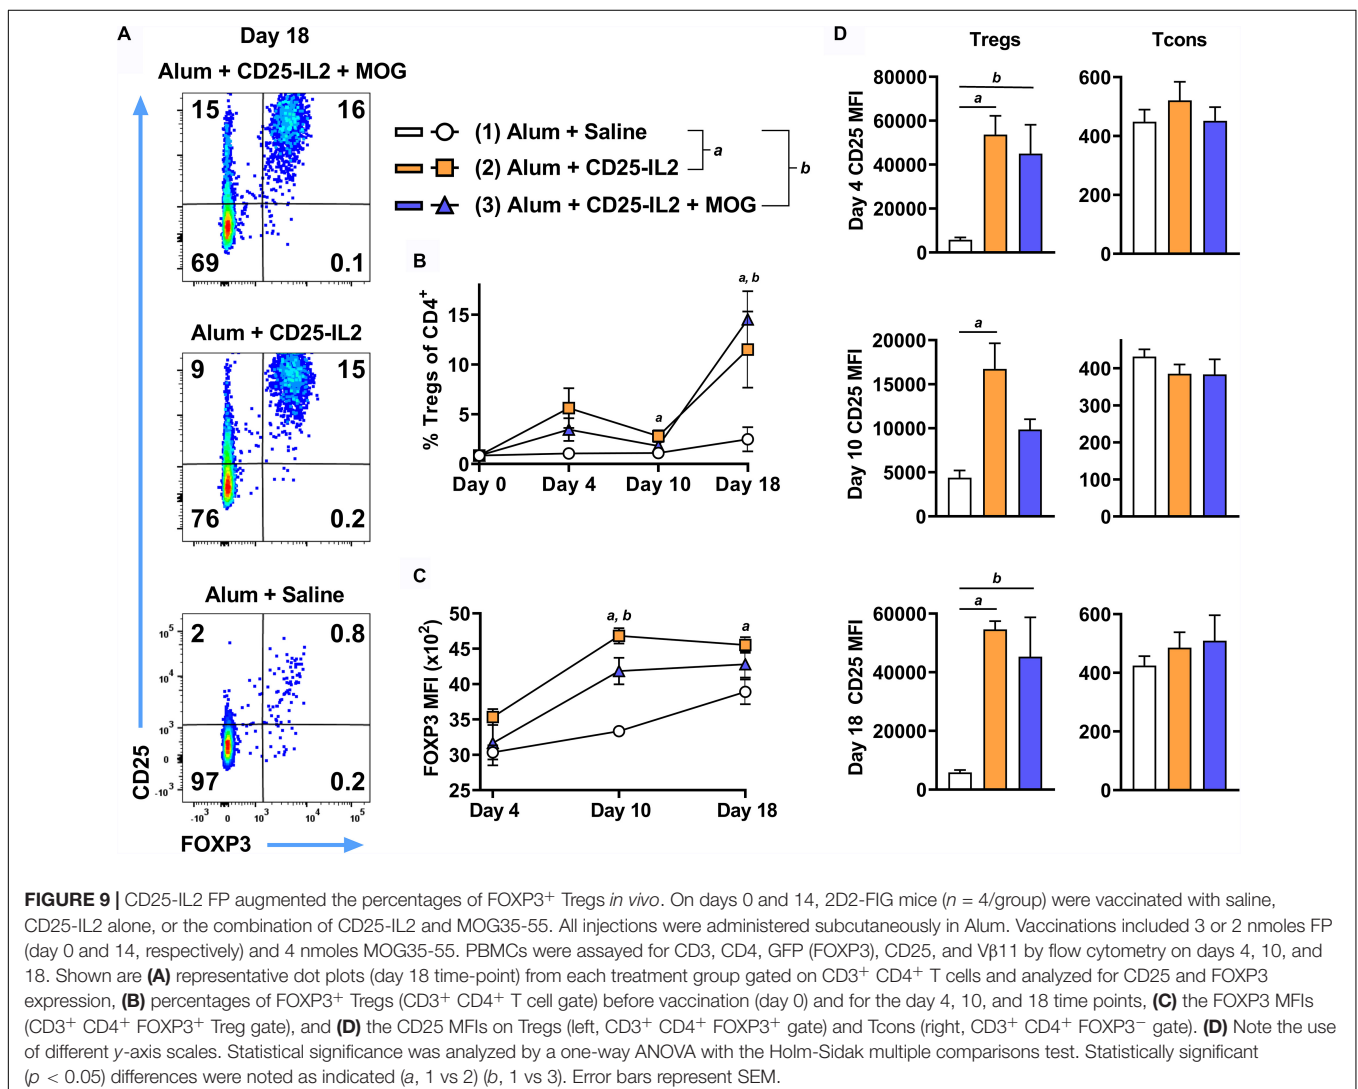 A
Day 18
Alum + CD25-IL2 + MOG
15
16
69
0.1
Alum + CD25-IL2
9
15
76
0.2
Alum + Saline
2
0.8
97
0.2
10⁵
10⁴
10³
0
-10³
-10³ 0 10³ 10⁴ 10⁵
CD25
FOXP3
(1) Alum + Saline
(2) Alum + CD25-IL2
(3) Alum + CD25-IL2 + MOG
a
b
B
% Tregs of CD4⁺
15
10
5
0
a
a, b
Day 0 Day 4 Day 10 Day 18
C
FOXP3 MFI (x10²)
50
45
40
35
30
25
a, b
a
Day 4 Day 10 Day 18
D
Tregs
Tcons
Day 4 CD25 MFI
80000
60000
40000
20000
0
b
a
600
400
200
0
Day 10 CD25 MFI
20000
15000
10000
5000
0
a
400
300
200
100
0
Day 18 CD25 MFI
60000
40000
20000
0
b
a
600
400
200
0
FIGURE 9 | CD25-IL2 FP augmented the percentages of FOXP3⁺ Tregs in vivo. On days 0 and 14, 2D2-FIG mice (n = 4/group) were vaccinated with saline,
CD25-IL2 alone, or the combination of CD25-IL2 and MOG35-55. All injections were administered subcutaneously in Alum. Vaccinations included 3 or 2 nmoles FP
(day 0 and 14, respectively) and 4 nmoles MOG35-55. PBMCs were assayed for CD3, CD4, GFP (FOXP3), CD25, and Vβ11 by flow cytometry on days 4, 10, and
18. Shown are (A) representative dot plots (day 18 time-point) from each treatment group gated on CD3⁺ CD4⁺ T cells and analyzed for CD25 and FOXP3
expression, (B) percentages of FOXP3⁺ Tregs (CD3⁺ CD4⁺ T cell gate) before vaccination (day 0) and for the day 4, 10, and 18 time points, (C) the FOXP3 MFIs
(CD3⁺ CD4⁺ FOXP3⁺ Treg gate), and (D) the CD25 MFIs on Tregs (left, CD3⁺ CD4⁺ FOXP3⁺ gate) and Tcons (right, CD3⁺ CD4⁺ FOXP3⁻ gate). (D) Note the use
of different y-axis scales. Statistical significance was analyzed by a one-way ANOVA with the Holm-Sidak multiple comparisons test. Statistically significant
(p < 0.05) differences were noted as indicated (a, 1 vs 2) (b, 1 vs 3). Error bars represent SEM.